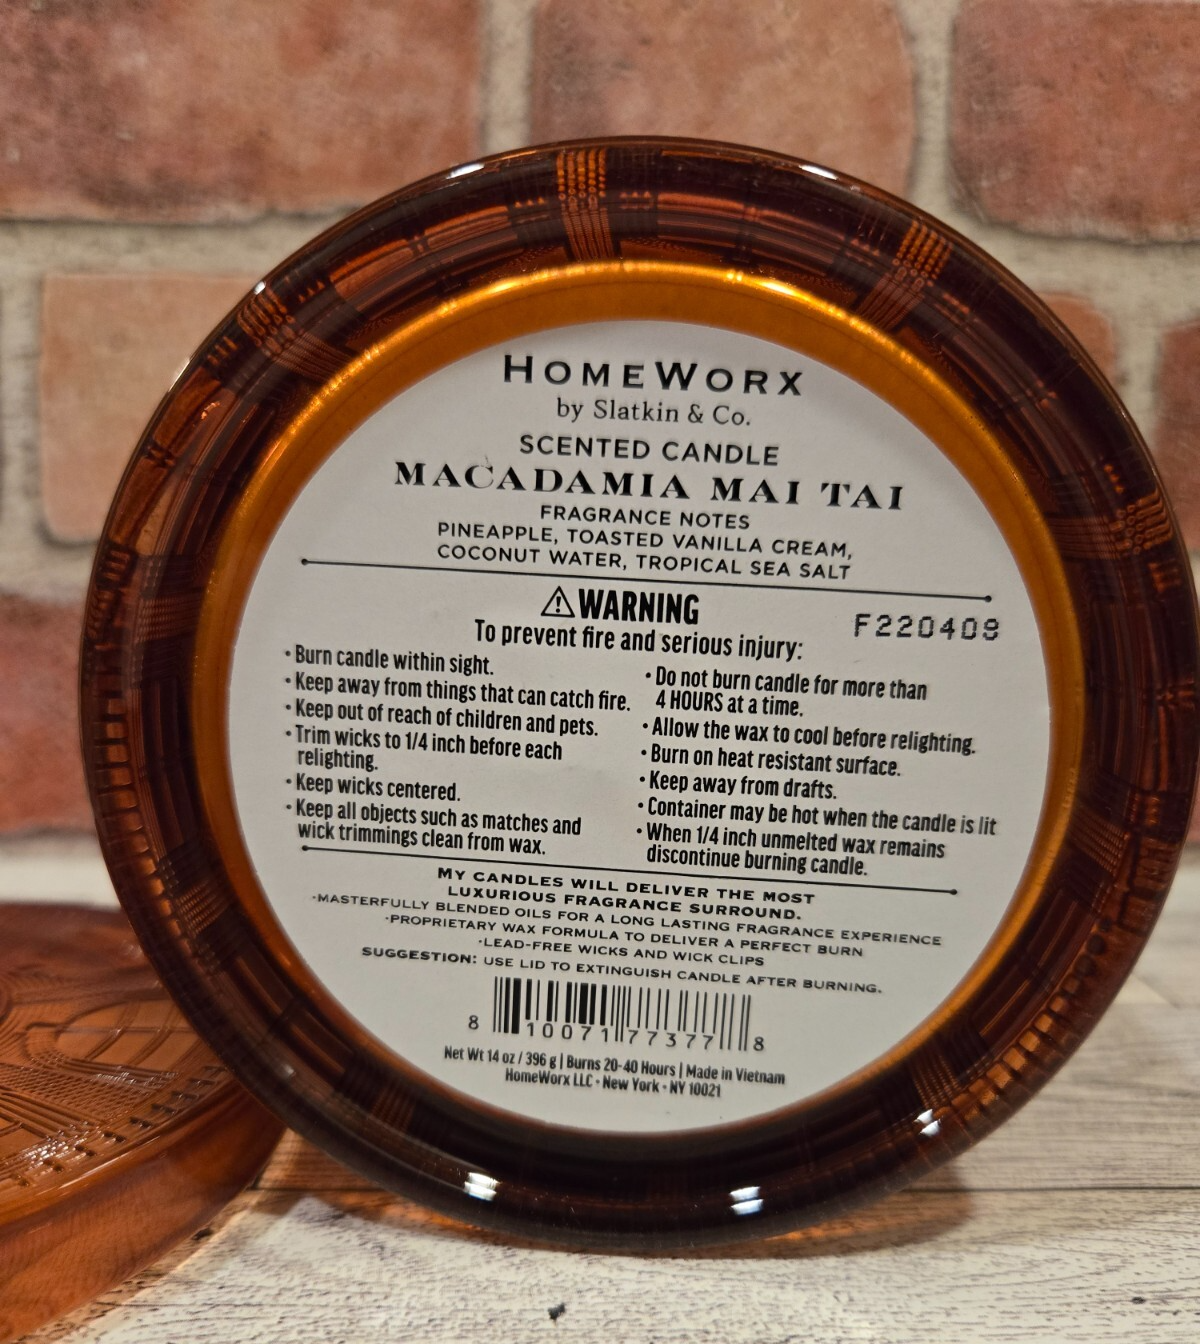 HOMEWORX
by Slatkin & Co.
SCENTED CANDLE
MACADAMIA MAI TAI
FRAGRANCE NOTES
PINEAPPLE, TOASTED VANILLA CREAM,
COCONUT WATER, TROPICAL SEA SALT
⚠WARNING
F220409
To prevent fire and serious injury:
• Burn candle within sight.
• Keep away from things that can catch fire.
• Keep out of reach of children and pets.
• Trim wicks to 1/4 inch before each
relighting.
• Keep wicks centered.
• Keep all objects such as matches and
wick trimmings clean from wax.
• Do not burn candle for more than
4 HOURS at a time.
• Allow the wax to cool before relighting.
• Burn on heat resistant surface.
• Keep away from drafts.
• Container may be hot when the candle is lit
• When 1/4 inch unmelted wax remains
discontinue burning candle.
MY CANDLES WILL DELIVER THE MOST
LUXURIOUS FRAGRANCE SURROUND.
•MASTERFULLY BLENDED OILS FOR A LONG LASTING FRAGRANCE EXPERIENCE
•PROPRIETARY WAX FORMULA TO DELIVER A PERFECT BURN
•LEAD-FREE WICKS AND WICK CLIPS
SUGGESTION: USE LID TO EXTINGUISH CANDLE AFTER BURNING.
8 10071 77377 8
Net Wt 14 oz / 396 g | Burns 20-40 Hours | Made in Vietnam
HomeWorx LLC • New York • NY 10021